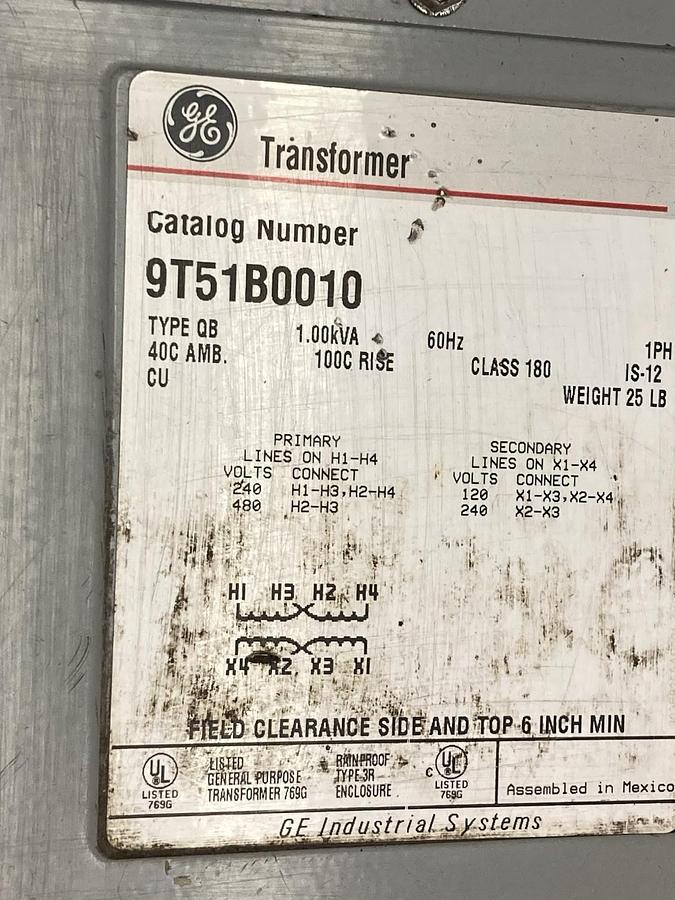 GE
Transformer
Catalog Number
9T51B0010
TYPE QB 1.00kVA 60Hz 1PH
40C AMB. 100C RISE CLASS 180 IS-12
CU WEIGHT 25 LB
PRIMARY SECONDARY
LINES ON H1-H4 LINES ON X1-X4
VOLTS CONNECT VOLTS CONNECT
240 H1-H3,H2-H4 120 X1-X3,X2-X4
480 H2-H3 240 X2-X3
H1 H3 H2 H4
X4 X2 X3 X1
FIELD CLEARANCE SIDE AND TOP 6 INCH MIN
UL LISTED 769G
LISTED
GENERAL PURPOSE
TRANSFORMER 769G
RAINPROOF
TYPE 3R
ENCLOSURE
C UL LISTED 769G
Assembled in Mexico
GE Industrial Systems